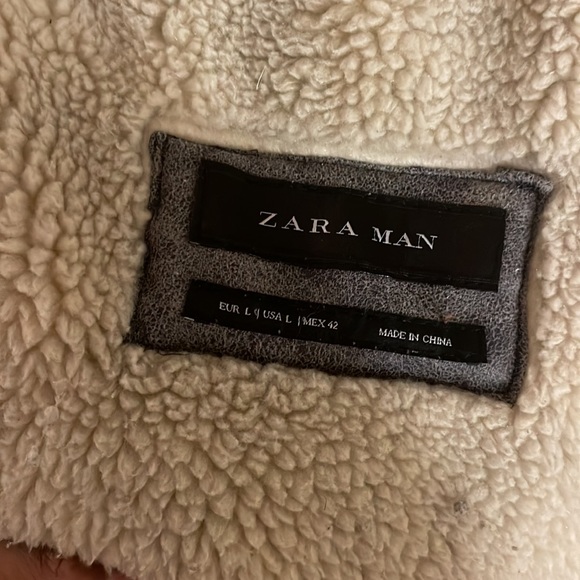 ZARA MAN
EUR L // USA L | MEX 42 MADE IN CHINA